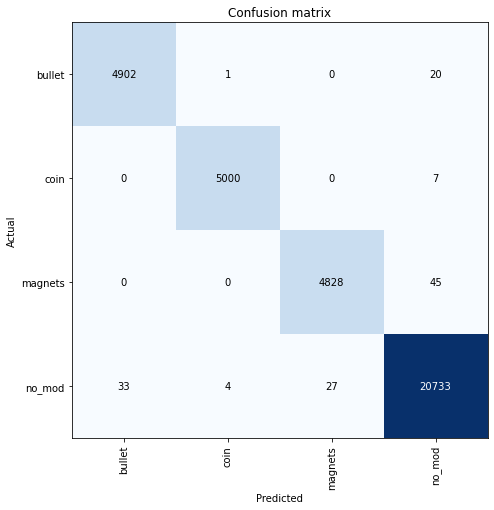 Confusion matrix
bullet 4902 1 0 20
coin 0 5000 0 7
Actual
magnets 0 0 4828 45
no_mod 33 4 27 20733
bullet coin magnets no_mod
Predicted